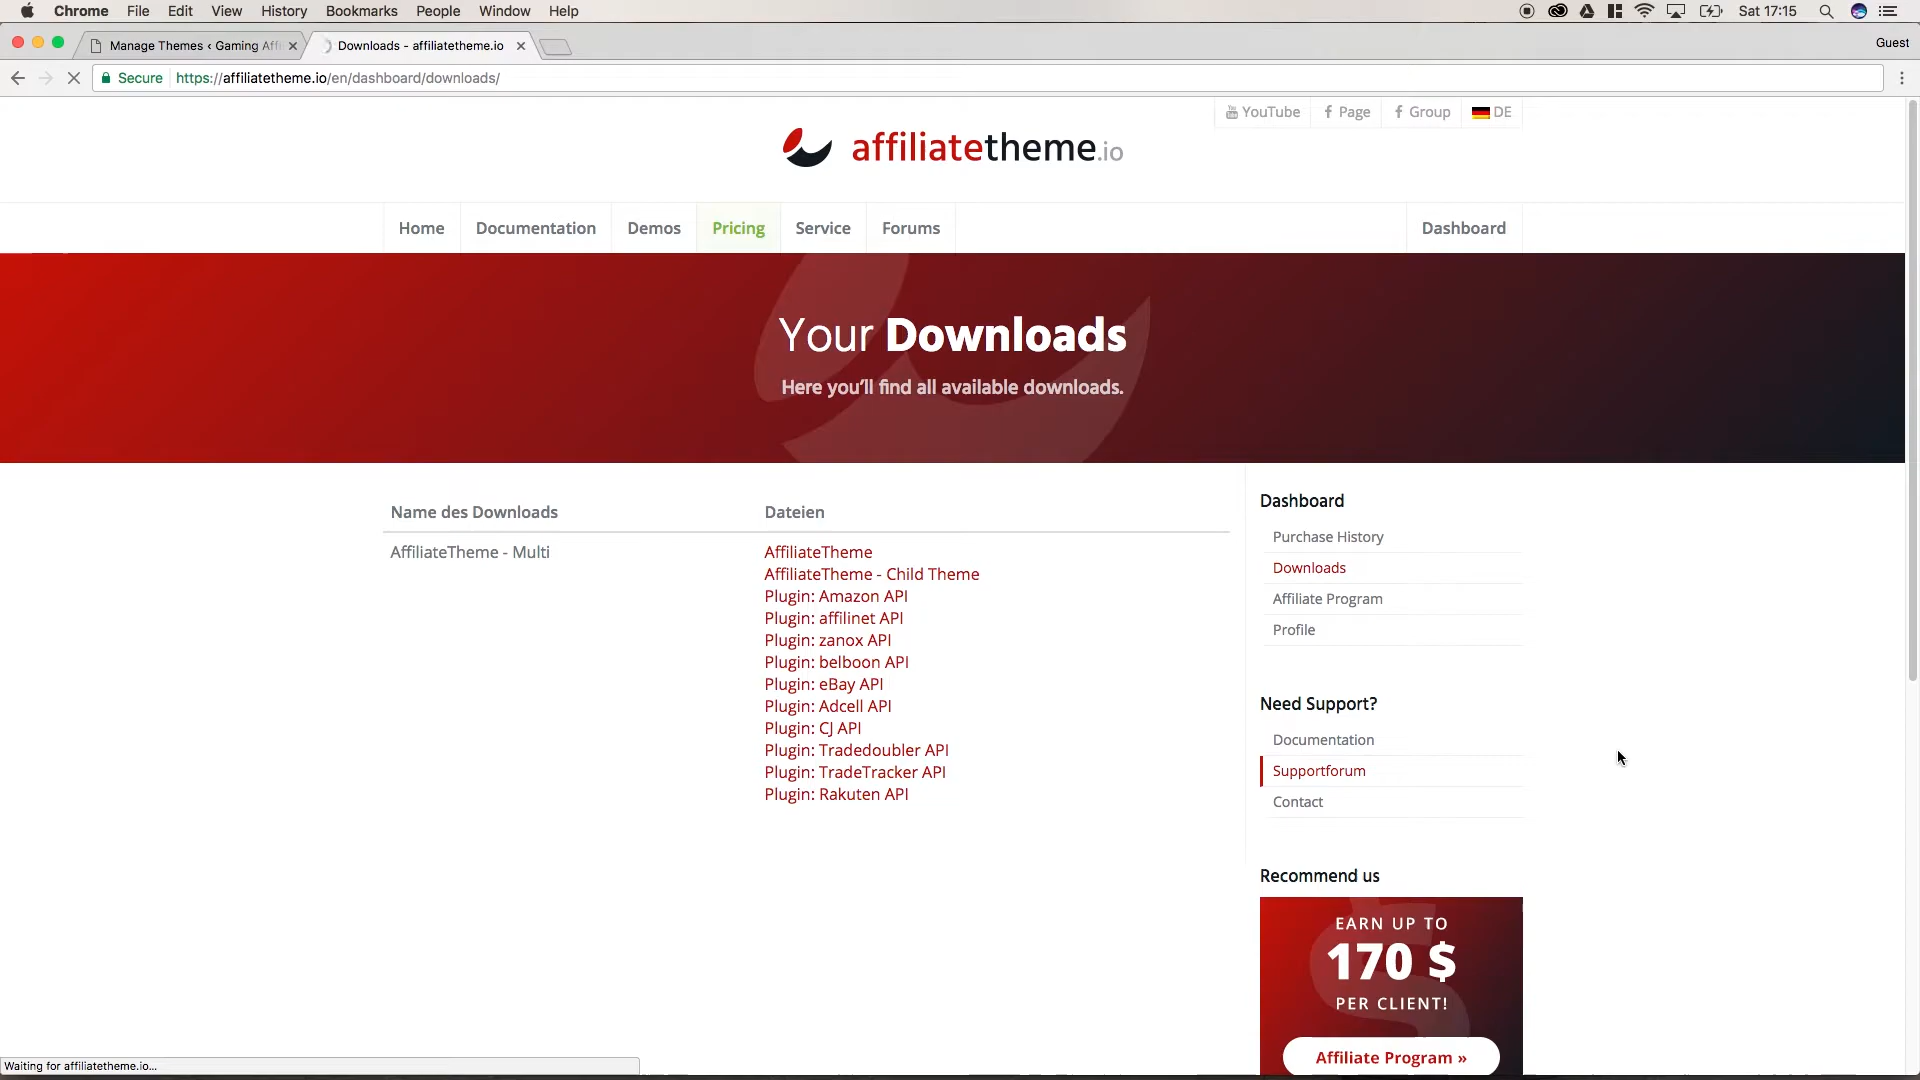 Chrome File Edit View History Bookmarks People Window Help
Sat 17:15
Manage Themes ‹ Gaming Aff
Downloads - affiliatetheme.io
Guest
Secure https://affiliatetheme.io/en/dashboard/downloads/
YouTube Page Group DE
affiliatetheme.io
Home Documentation Demos Pricing Service Forums Dashboard
Your Downloads
Here you’ll find all available downloads.
Name des Downloads Dateien
AffiliateTheme - Multi
AffiliateTheme
AffiliateTheme - Child Theme
Plugin: Amazon API
Plugin: affilinet API
Plugin: zanox API
Plugin: belboon API
Plugin: eBay API
Plugin: Adcell API
Plugin: CJ API
Plugin: Tradedoubler API
Plugin: TradeTracker API
Plugin: Rakuten API
Dashboard
Purchase History
Downloads
Affiliate Program
Profile
Need Support?
Documentation
Supportforum
Contact
Recommend us
EARN UP TO
170 $
PER CLIENT!
Affiliate Program »
Waiting for affiliatetheme.io...